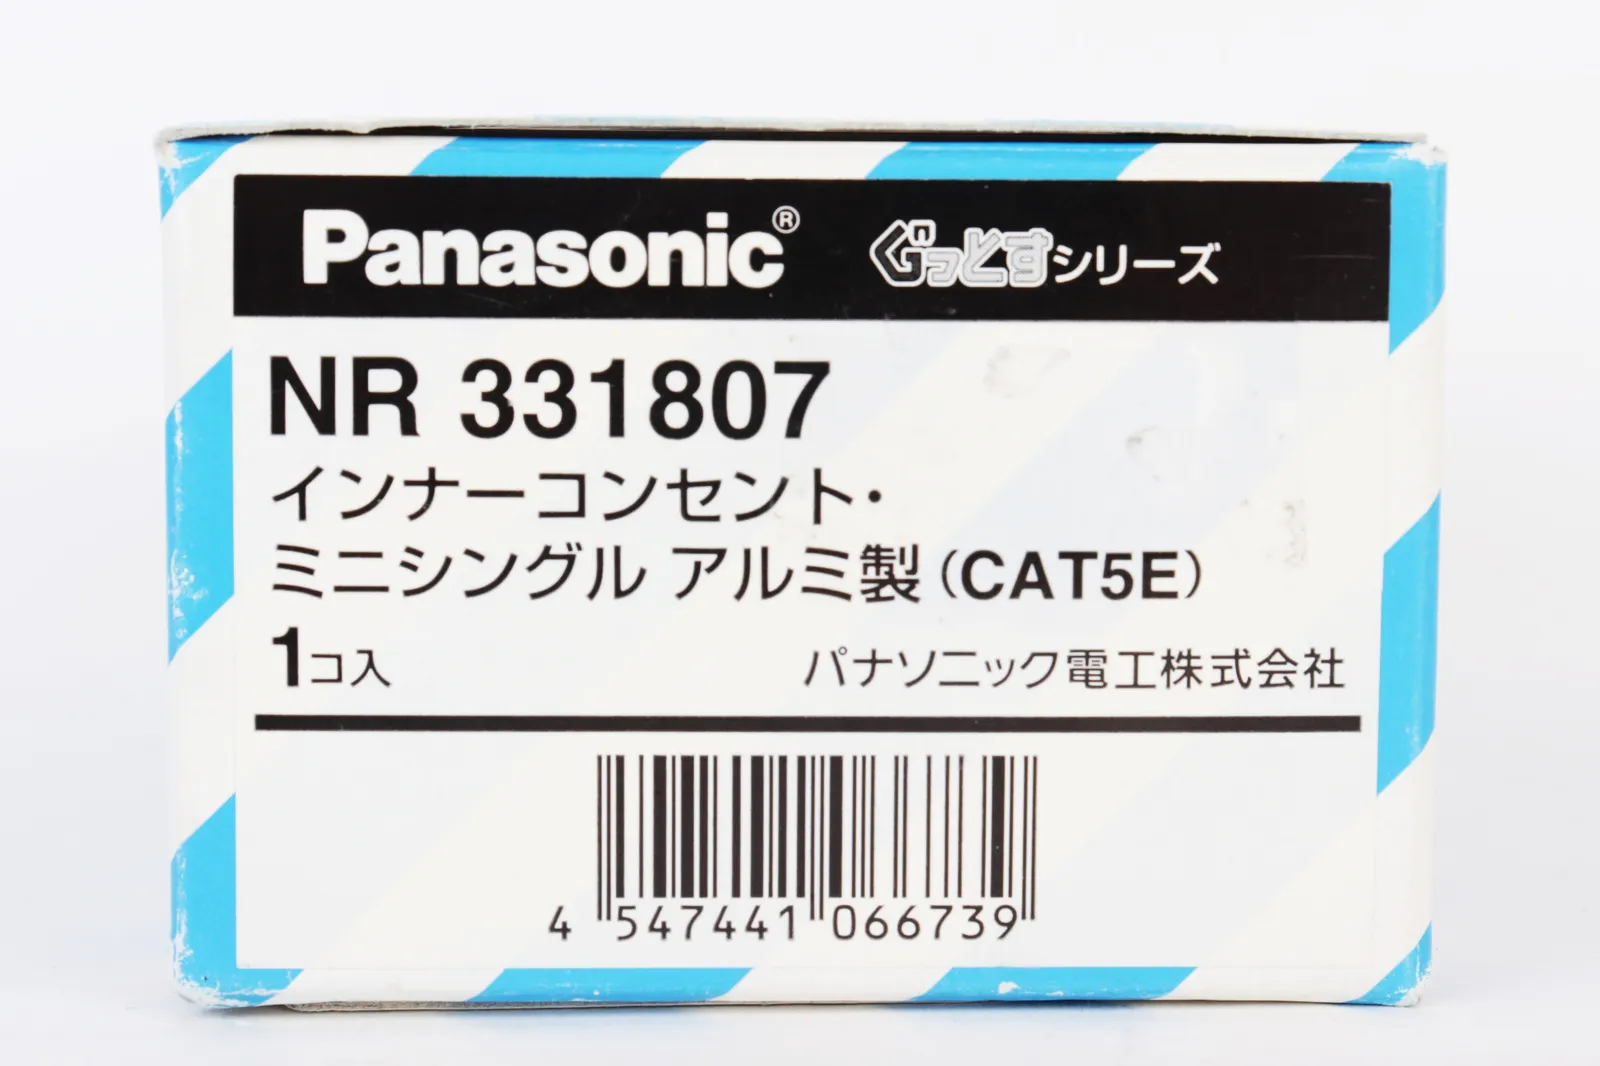 Panasonic® ぐっとすシリーズ
NR 331807
インナーコンセント・
ミニシングル アルミ製（CAT5E）
1コ入 パナソニック電工株式会社
4 547441 066739